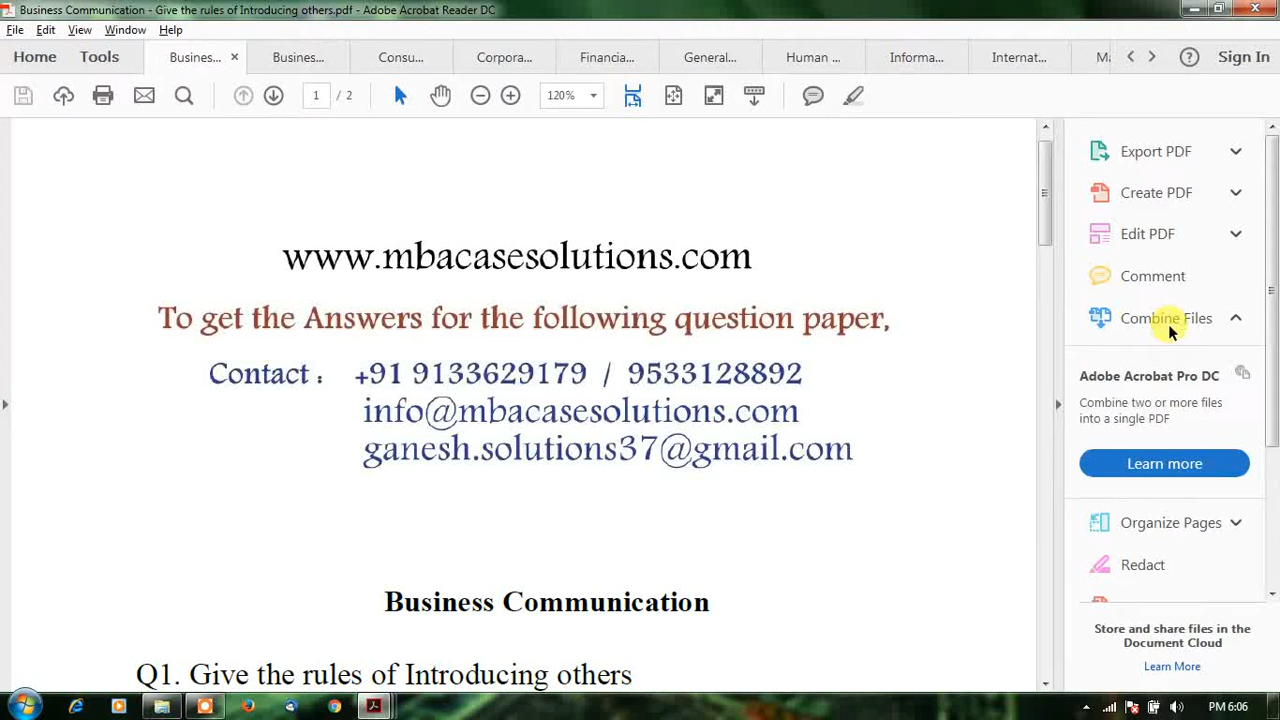 Business Communication - Give the rules of Introducing others.pdf - Adobe Acrobat Reader DC
File Edit View Window Help
Home Tools Busines... Busines... Consu... Corpora... Financia... General... Human ... Informa... Internat... Sign In
1 / 2 120%
Export PDF
Create PDF
Edit PDF
Comment
Combine Files
Adobe Acrobat Pro DC
Combine two or more files
into a single PDF
Learn more
Organize Pages
Redact
Store and share files in the
Document Cloud
Learn More
www.mbacasesolutions.com
To get the Answers for the following question paper,
Contact : +91 9133629179 / 9533128892
info@mbacasesolutions.com
ganesh.solutions37@gmail.com
Business Communication
Q1. Give the rules of Introducing others
PM 6:06